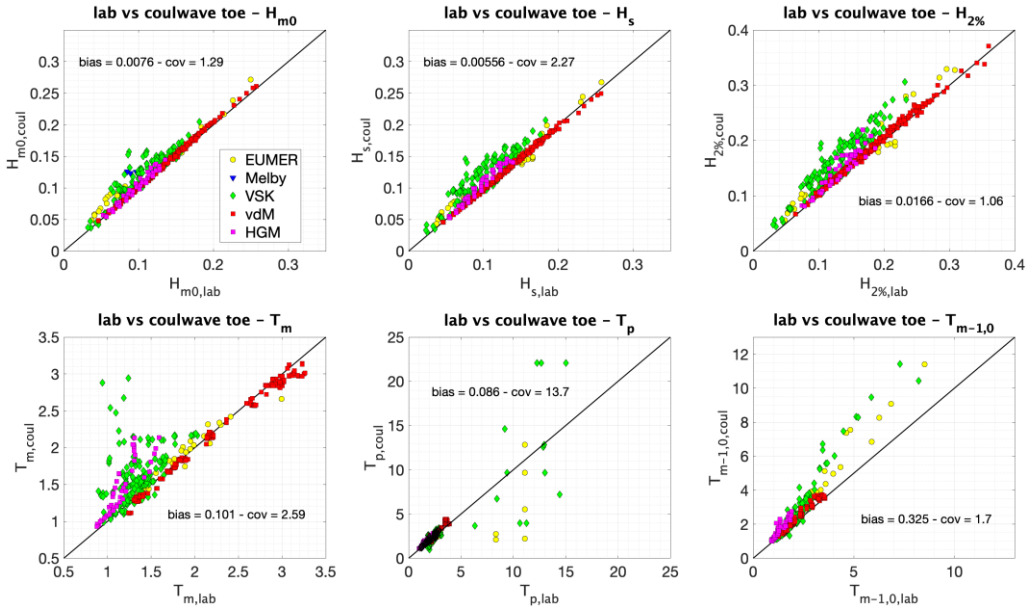 lab vs coulwave toe – H_m0
bias = 0.0076 - cov = 1.29
H_m0,coul
0.3
0.25
0.2
0.15
0.1
0.05
0
0 0.1 0.2 0.3
H_m0,lab
EUMER
Melby
VSK
vdM
HGM
lab vs coulwave toe – H_s
bias = 0.00556 - cov = 2.27
H_s,coul
0.3
0.25
0.2
0.15
0.1
0.05
0
0 0.1 0.2 0.3
H_s,lab
lab vs coulwave toe – H_2%
bias = 0.0166 - cov = 1.06
H_2%,coul
0.4
0.3
0.2
0.1
0
0 0.1 0.2 0.3 0.4
H_2%,lab
lab vs coulwave toe – T_m
bias = 0.101 - cov = 2.59
T_m,coul
3.5
3
2.5
2
1.5
1
0.5
0.5 1 1.5 2 2.5 3 3.5
T_m,lab
lab vs coulwave toe – T_p
bias = 0.086 - cov = 13.7
T_p,coul
25
20
15
10
5
0
0 5 10 15 20 25
T_p,lab
lab vs coulwave toe – T_m−1,0
bias = 0.325 - cov = 1.7
T_m−1,0,coul
12
10
8
6
4
2
0
0 5 10
T_m−1,0,lab